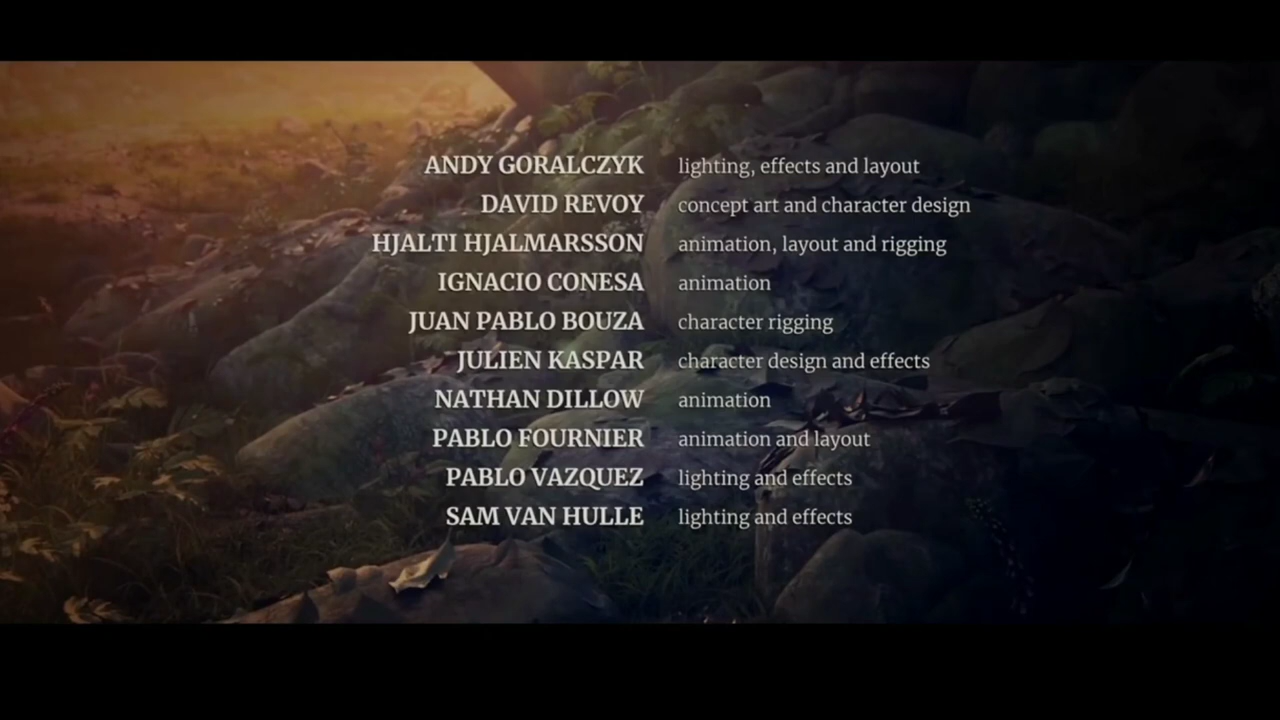 ANDY GORALCZYK lighting, effects and layout
DAVID REVOY concept art and character design
HJALTI HJALMARSSON animation, layout and rigging
IGNACIO CONESA animation
JUAN PABLO BOUZA character rigging
JULIEN KASPAR character design and effects
NATHAN DILLOW animation
PABLO FOURNIER animation and layout
PABLO VAZQUEZ lighting and effects
SAM VAN HULLE lighting and effects